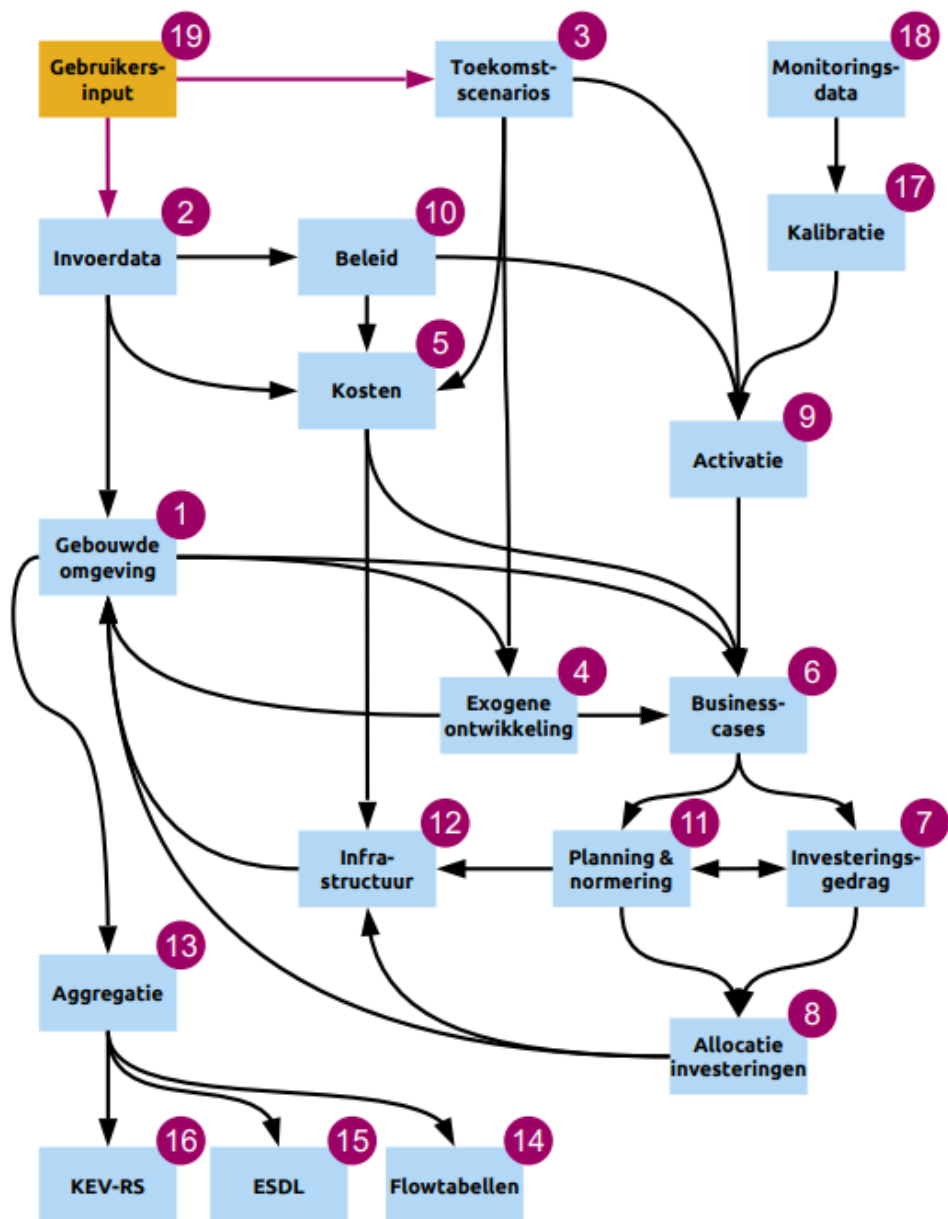 19
Gebruikers-
input
3
Toekomst-
scenarios
18
Monitorings-
data
2
Invoerdata
10
Beleid
17
Kalibratie
5
Kosten
9
Activatie
1
Gebouwde
omgeving
4
Exogene
ontwikkeling
6
Business-
cases
12
Infra-
structuur
11
Planning &
normering
7
Investerings-
gedrag
13
Aggregatie
8
Allocatie
investeringen
16
KEV-RS
15
ESDL
14
Flowtabellen